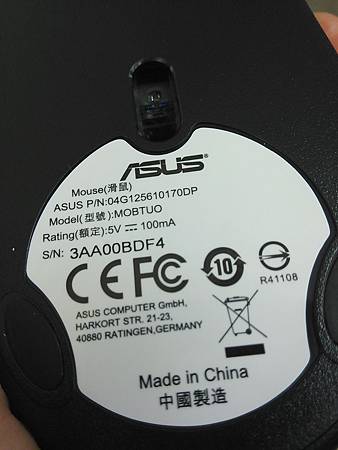 ASUS
Mouse(滑鼠)
ASUS P/N:04G125610170DP
Model(型號):MOBTUO
Rating(額定):5V⎓100mA
S/N: 3AA00BDF4
CE FC 10
R41108
ASUS COMPUTER GmbH,
HARKORT STR. 21-23,
40880 RATINGEN,GERMANY
Made in China
中國製造